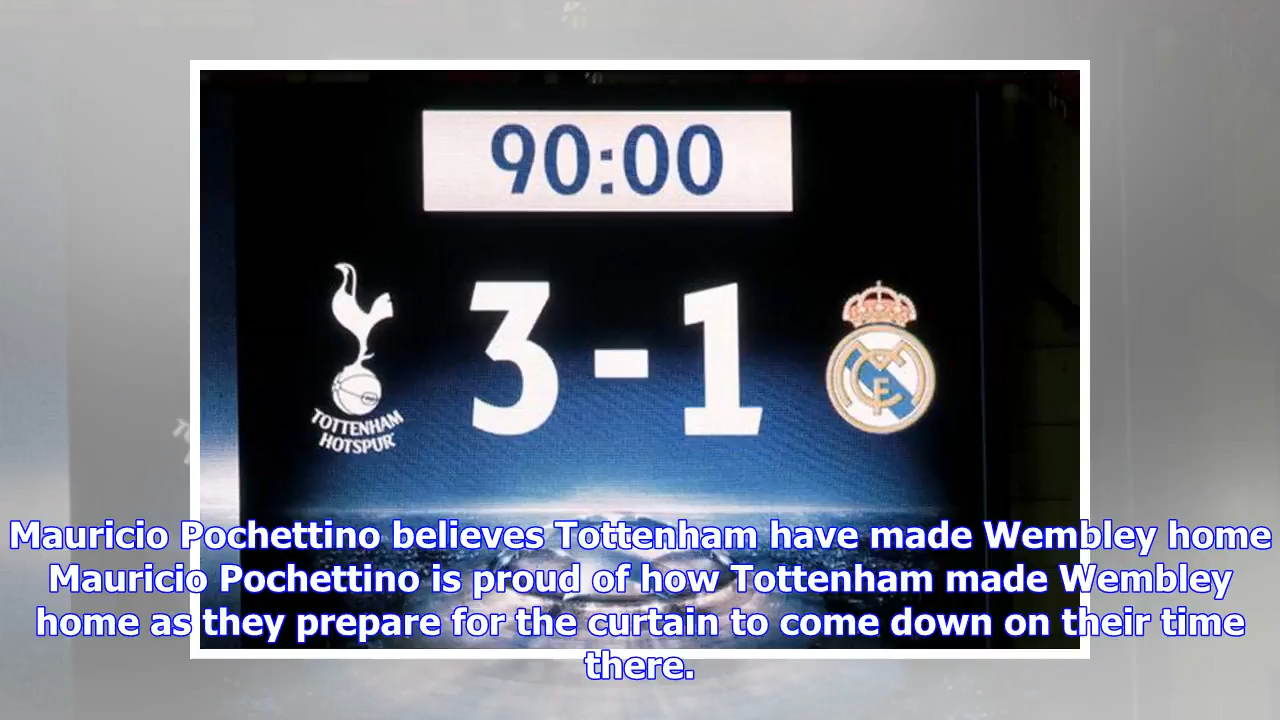 90:00
3 - 1
TOTTENHAM
HOTSPUR
Mauricio Pochettino believes Tottenham have made Wembley home
Mauricio Pochettino is proud of how Tottenham made Wembley
home as they prepare for the curtain to come down on their time
there.